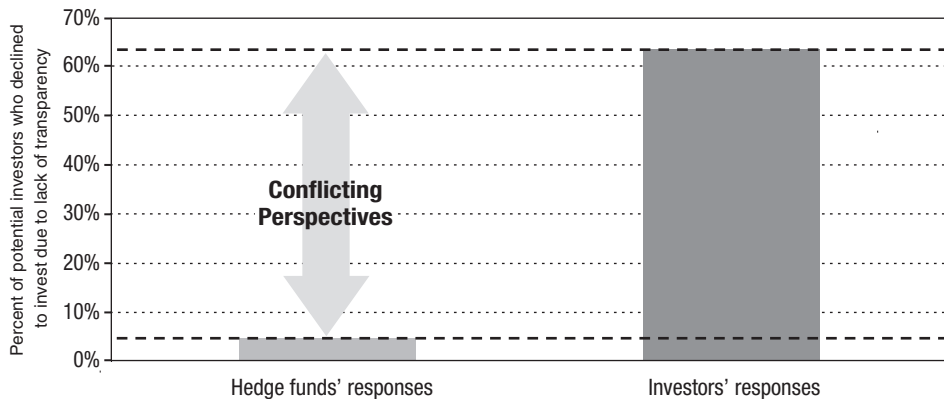 Percent of potential investors who declined
to invest due to lack of transparency
70%
60%
50%
40%
30%
20%
10%
0%
Conflicting
Perspectives
Hedge funds’ responses
Investors’ responses